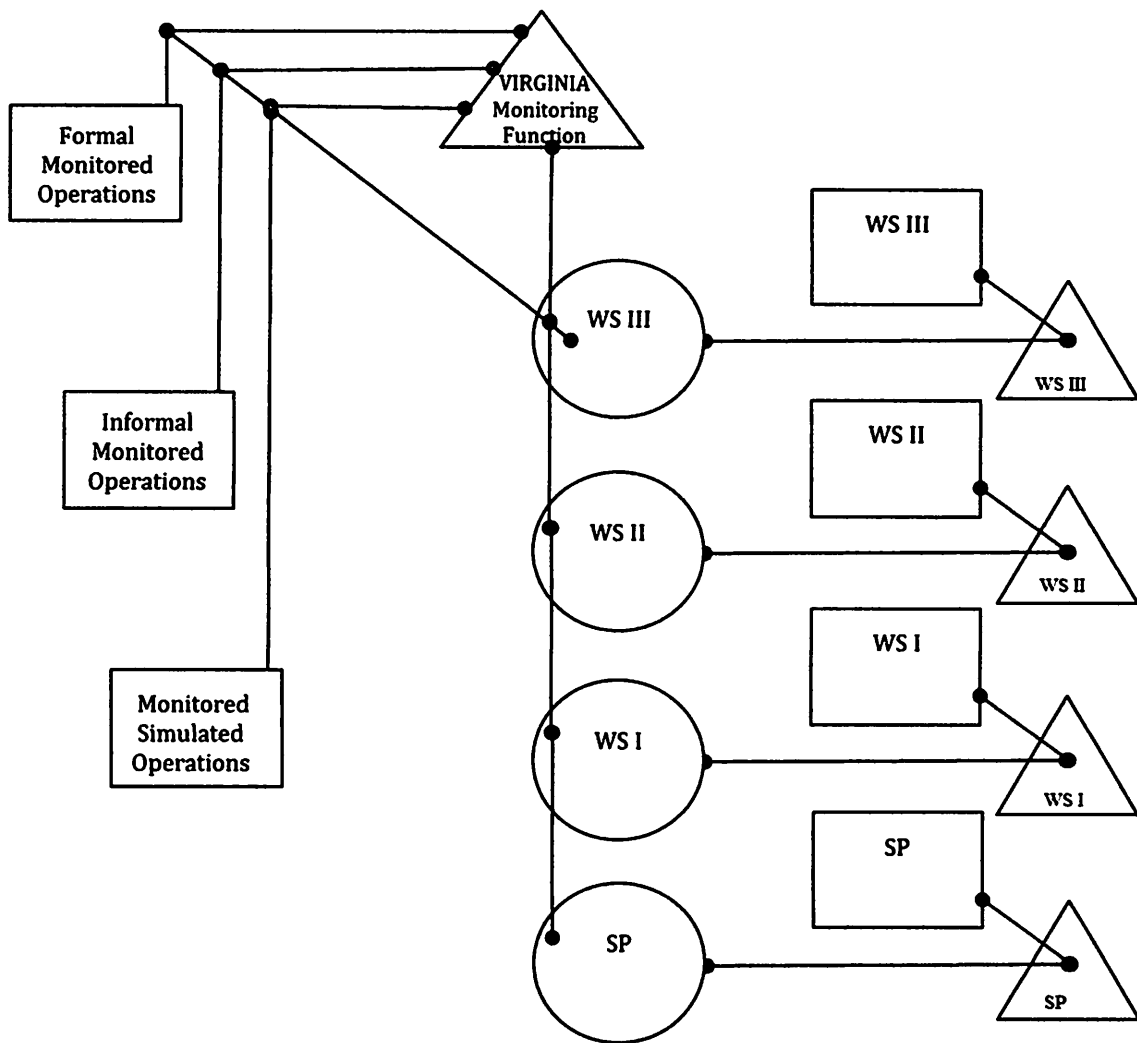 VIRGINIA
Monitoring
Function
Formal
Monitored
Operations
WS III
WS III
WS III
Informal
Monitored
Operations
WS II
WS II
WS II
WS I
WS I
WS I
Monitored
Simulated
Operations
SP
SP
SP